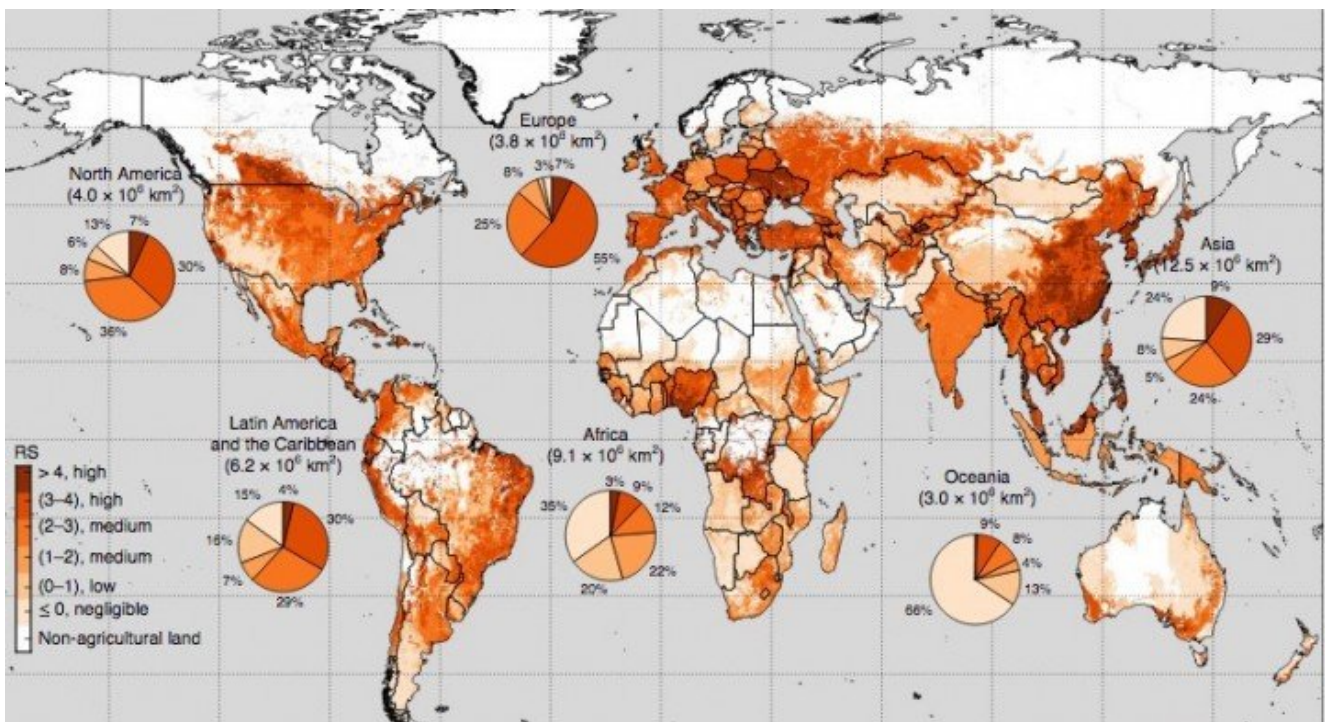 Europe
(3.8 × 10⁶ km²)
8%
3%
7%
25%
55%
North America
(4.0 × 10⁶ km²)
13%
7%
6%
8%
30%
36%
Asia
(12.5 × 10⁶ km²)
24%
9%
8%
29%
5%
24%
Latin America
and the Caribbean
(6.2 × 10⁶ km²)
15%
4%
16%
30%
7%
29%
Africa
(9.1 × 10⁶ km²)
3%
9%
35%
12%
22%
20%
Oceania
(3.0 × 10⁶ km²)
9%
8%
4%
13%
66%
RS
> 4, high
(3–4), high
(2–3), medium
(1–2), medium
(0–1), low
≤ 0, negligible
Non-agricultural land